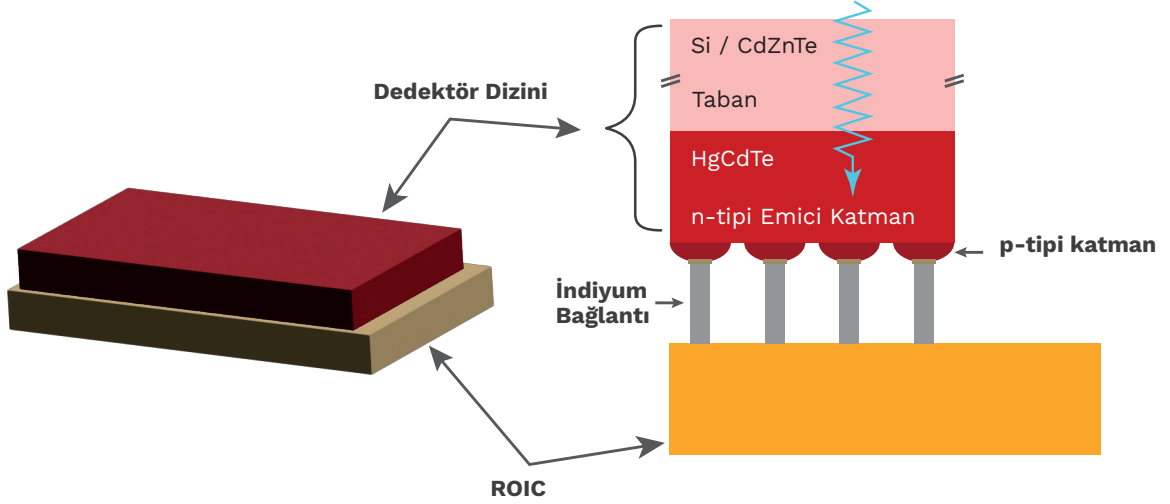 Si / CdZnTe
Dedektör Dizini
Taban
HgCdTe
n-tipi Emici Katman
p-tipi katman
İndiyum
Bağlantı
ROIC